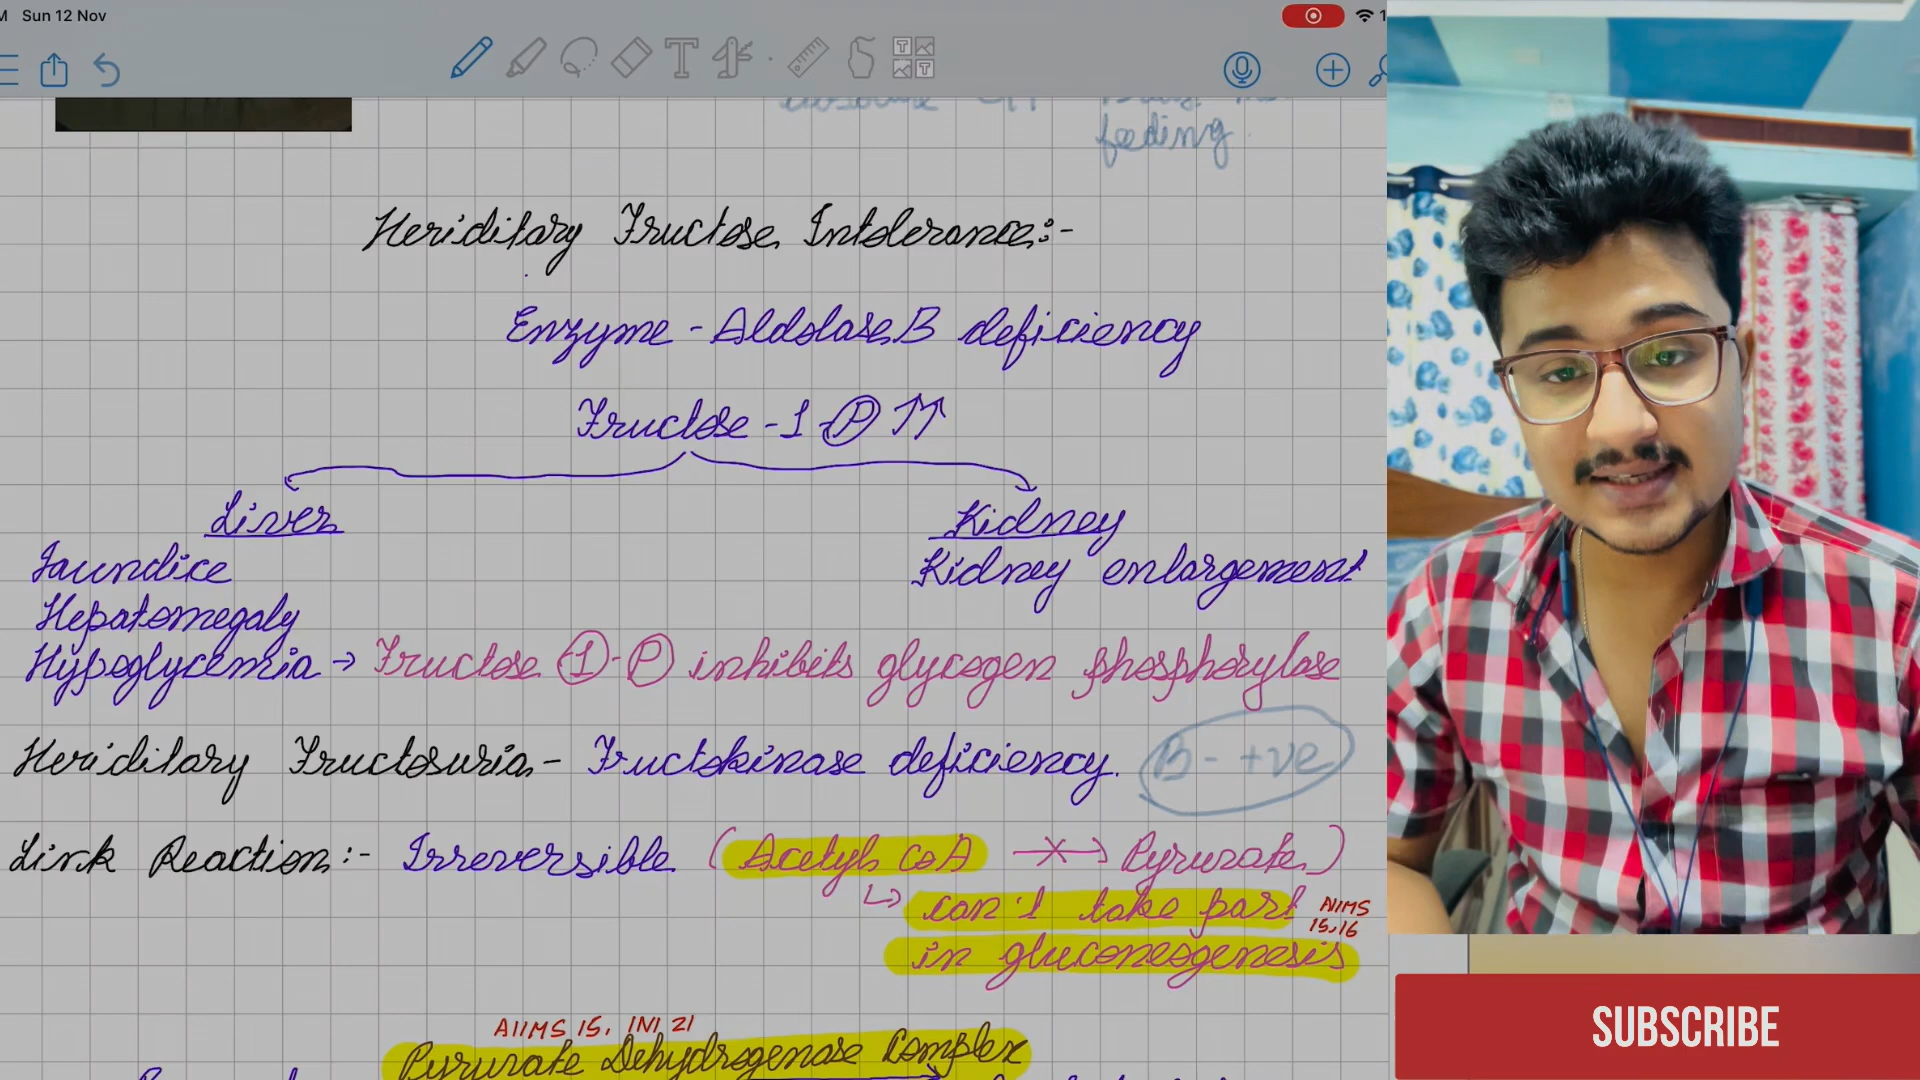 Sun 12 Nov
feeding.
Heriditary Fructose Intolerance:-
Enzyme - Aldolase B deficiency
Fructose -1 -P ↑↑
Liver
Kidney
Jaundice
Kidney enlargement
Hepatomegaly
Hypoglycemia → Fructose 1-P inhibits glycogen phosphorylase
Heriditary Fructosuria - Fructokinase deficiency.
B - +ve
Link Reaction :- Irreversible (Acetyl CoA → Pyruvate)
↳ can't take part
AIIMS
15,16
in gluconeogenesis
AIIMS 15, INI 21
Pyruvate Dehydrogenase Complex
SUBSCRIBE